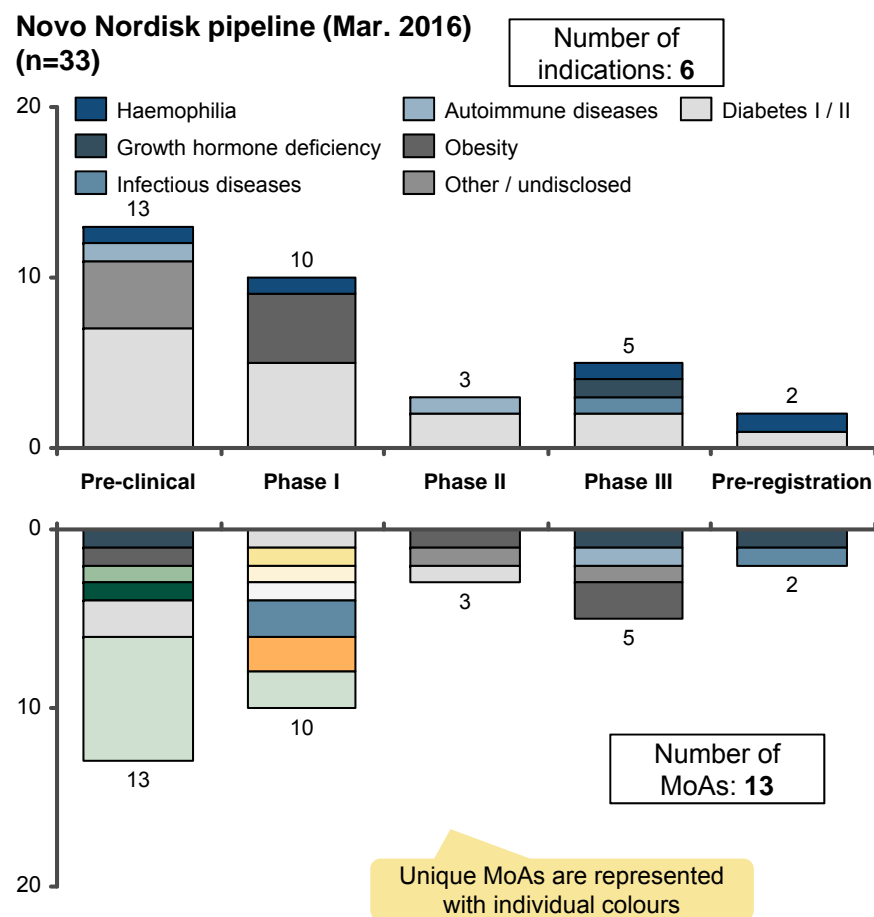 Novo Nordisk pipeline (Mar. 2016)
(n=33)
Number of
indications: 6
20
Haemophilia
Autoimmune diseases
Diabetes I / II
Growth hormone deficiency
Obesity
Infectious diseases
Other / undisclosed
13
10
10
5
3
2
0
Pre-clinical
Phase I
Phase II
Phase III
Pre-registration
0
2
3
5
10
10
13
Number of
MoAs: 13
Unique MoAs are represented
with individual colours
20